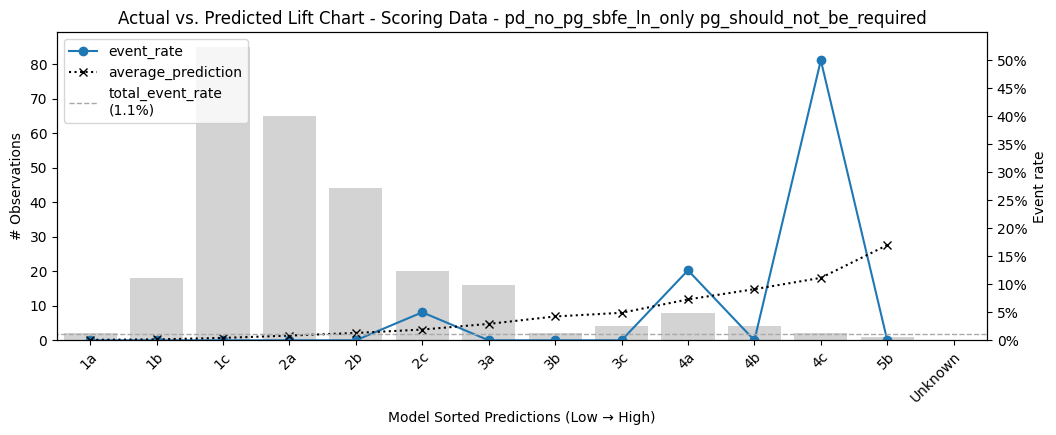 Actual vs. Predicted Lift Chart - Scoring Data - pd_no_pg_sbfe_ln_only pg_should_not_be_required
event_rate
average_prediction
total_event_rate
(1.1%)
# Observations
80
70
60
50
40
30
20
10
0
50%
45%
40%
35%
30%
25%
20%
15%
10%
5%
0%
Event rate
1a
1b
1c
2a
2b
2c
3a
3b
3c
4a
4b
4c
5b
Unknown
Model Sorted Predictions (Low → High)